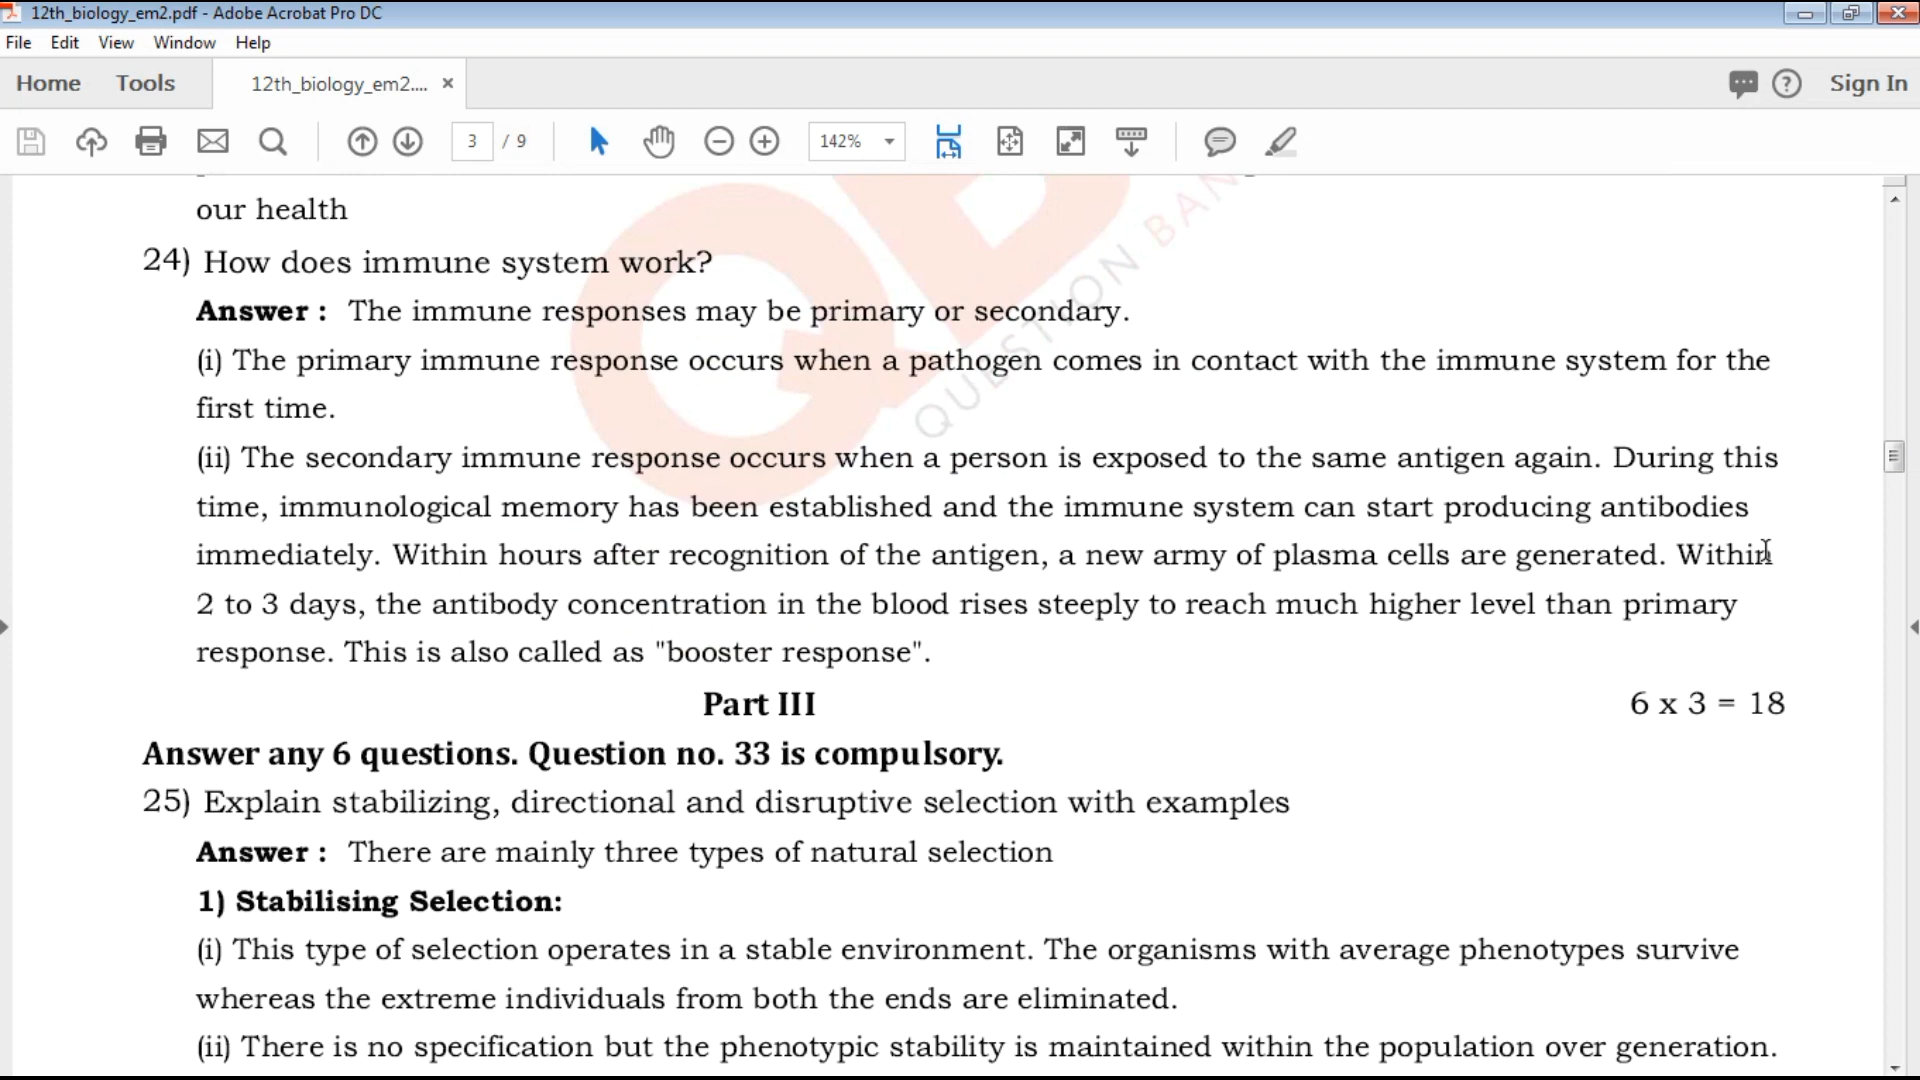 12th_biology_em2.pdf - Adobe Acrobat Pro DC
File Edit View Window Help
Home Tools 12th_biology_em2.... × Sign In
3 / 9 142%
our health
24) How does immune system work?
Answer : The immune responses may be primary or secondary.
(i) The primary immune response occurs when a pathogen comes in contact with the immune system for the
first time.
(ii) The secondary immune response occurs when a person is exposed to the same antigen again. During this
time, immunological memory has been established and the immune system can start producing antibodies
immediately. Within hours after recognition of the antigen, a new army of plasma cells are generated. Within
2 to 3 days, the antibody concentration in the blood rises steeply to reach much higher level than primary
response. This is also called as "booster response".
Part III 6 x 3 = 18
Answer any 6 questions. Question no. 33 is compulsory.
25) Explain stabilizing, directional and disruptive selection with examples
Answer : There are mainly three types of natural selection
1) Stabilising Selection:
(i) This type of selection operates in a stable environment. The organisms with average phenotypes survive
whereas the extreme individuals from both the ends are eliminated.
(ii) There is no specification but the phenotypic stability is maintained within the population over generation.
QUESTION BAN